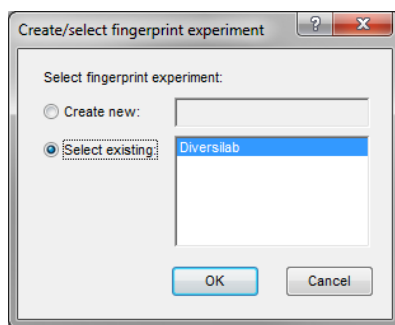 Create/select fingerprint experiment ? X
Select fingerprint experiment:
Create new:
Select existing: Diversilab
OK Cancel